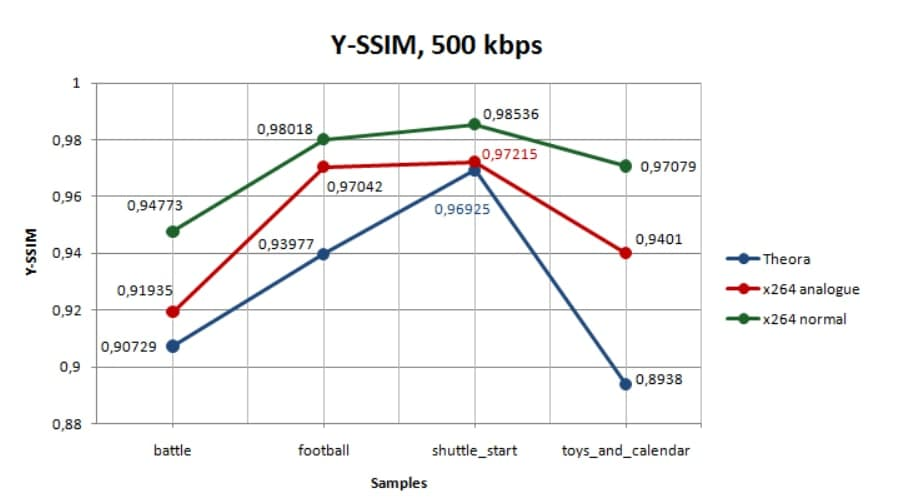 Y-SSIM, 500 kbps
1
0,98
0,96
0,94
0,92
0,9
0,88
Y-SSIM
0,94773
0,91935
0,90729
0,98018
0,97042
0,93977
0,98536
0,97215
0,96925
0,97079
0,9401
0,8938
battle
football
shuttle_start
toys_and_calendar
Samples
Theora
x264 analogue
x264 normal